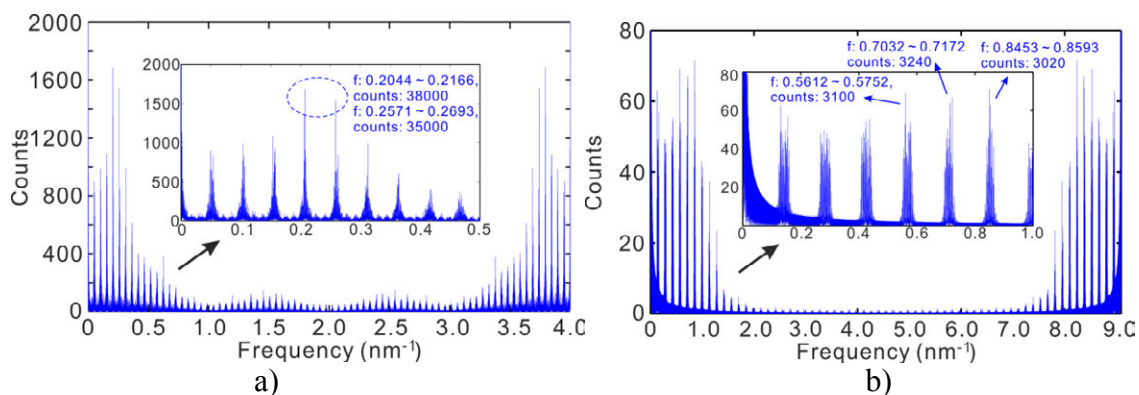 2000
1600
1200
800
400
0
Counts
2000
1500
1000
500
0
f: 0.2044 ~ 0.2166,
counts: 38000
f: 0.2571 ~ 0.2693,
counts: 35000
0 0.1 0.2 0.3 0.4 0.5
0 0.5 1.0 1.5 2.0 2.5 3.0 3.5 4.0
Frequency (nm⁻¹)
a)
80
60
40
20
0
Counts
f: 0.7032 ~ 0.7172
counts: 3240
f: 0.8453 ~ 0.8593
counts: 3020
f: 0.5612 ~ 0.5752,
counts: 3100
80
60
40
20
0 0.2 0.4 0.6 0.8 1.0
0 1.0 2.0 3.0 4.0 5.0 6.0 7.0 8.0 9.0
Frequency (nm⁻¹)
b)